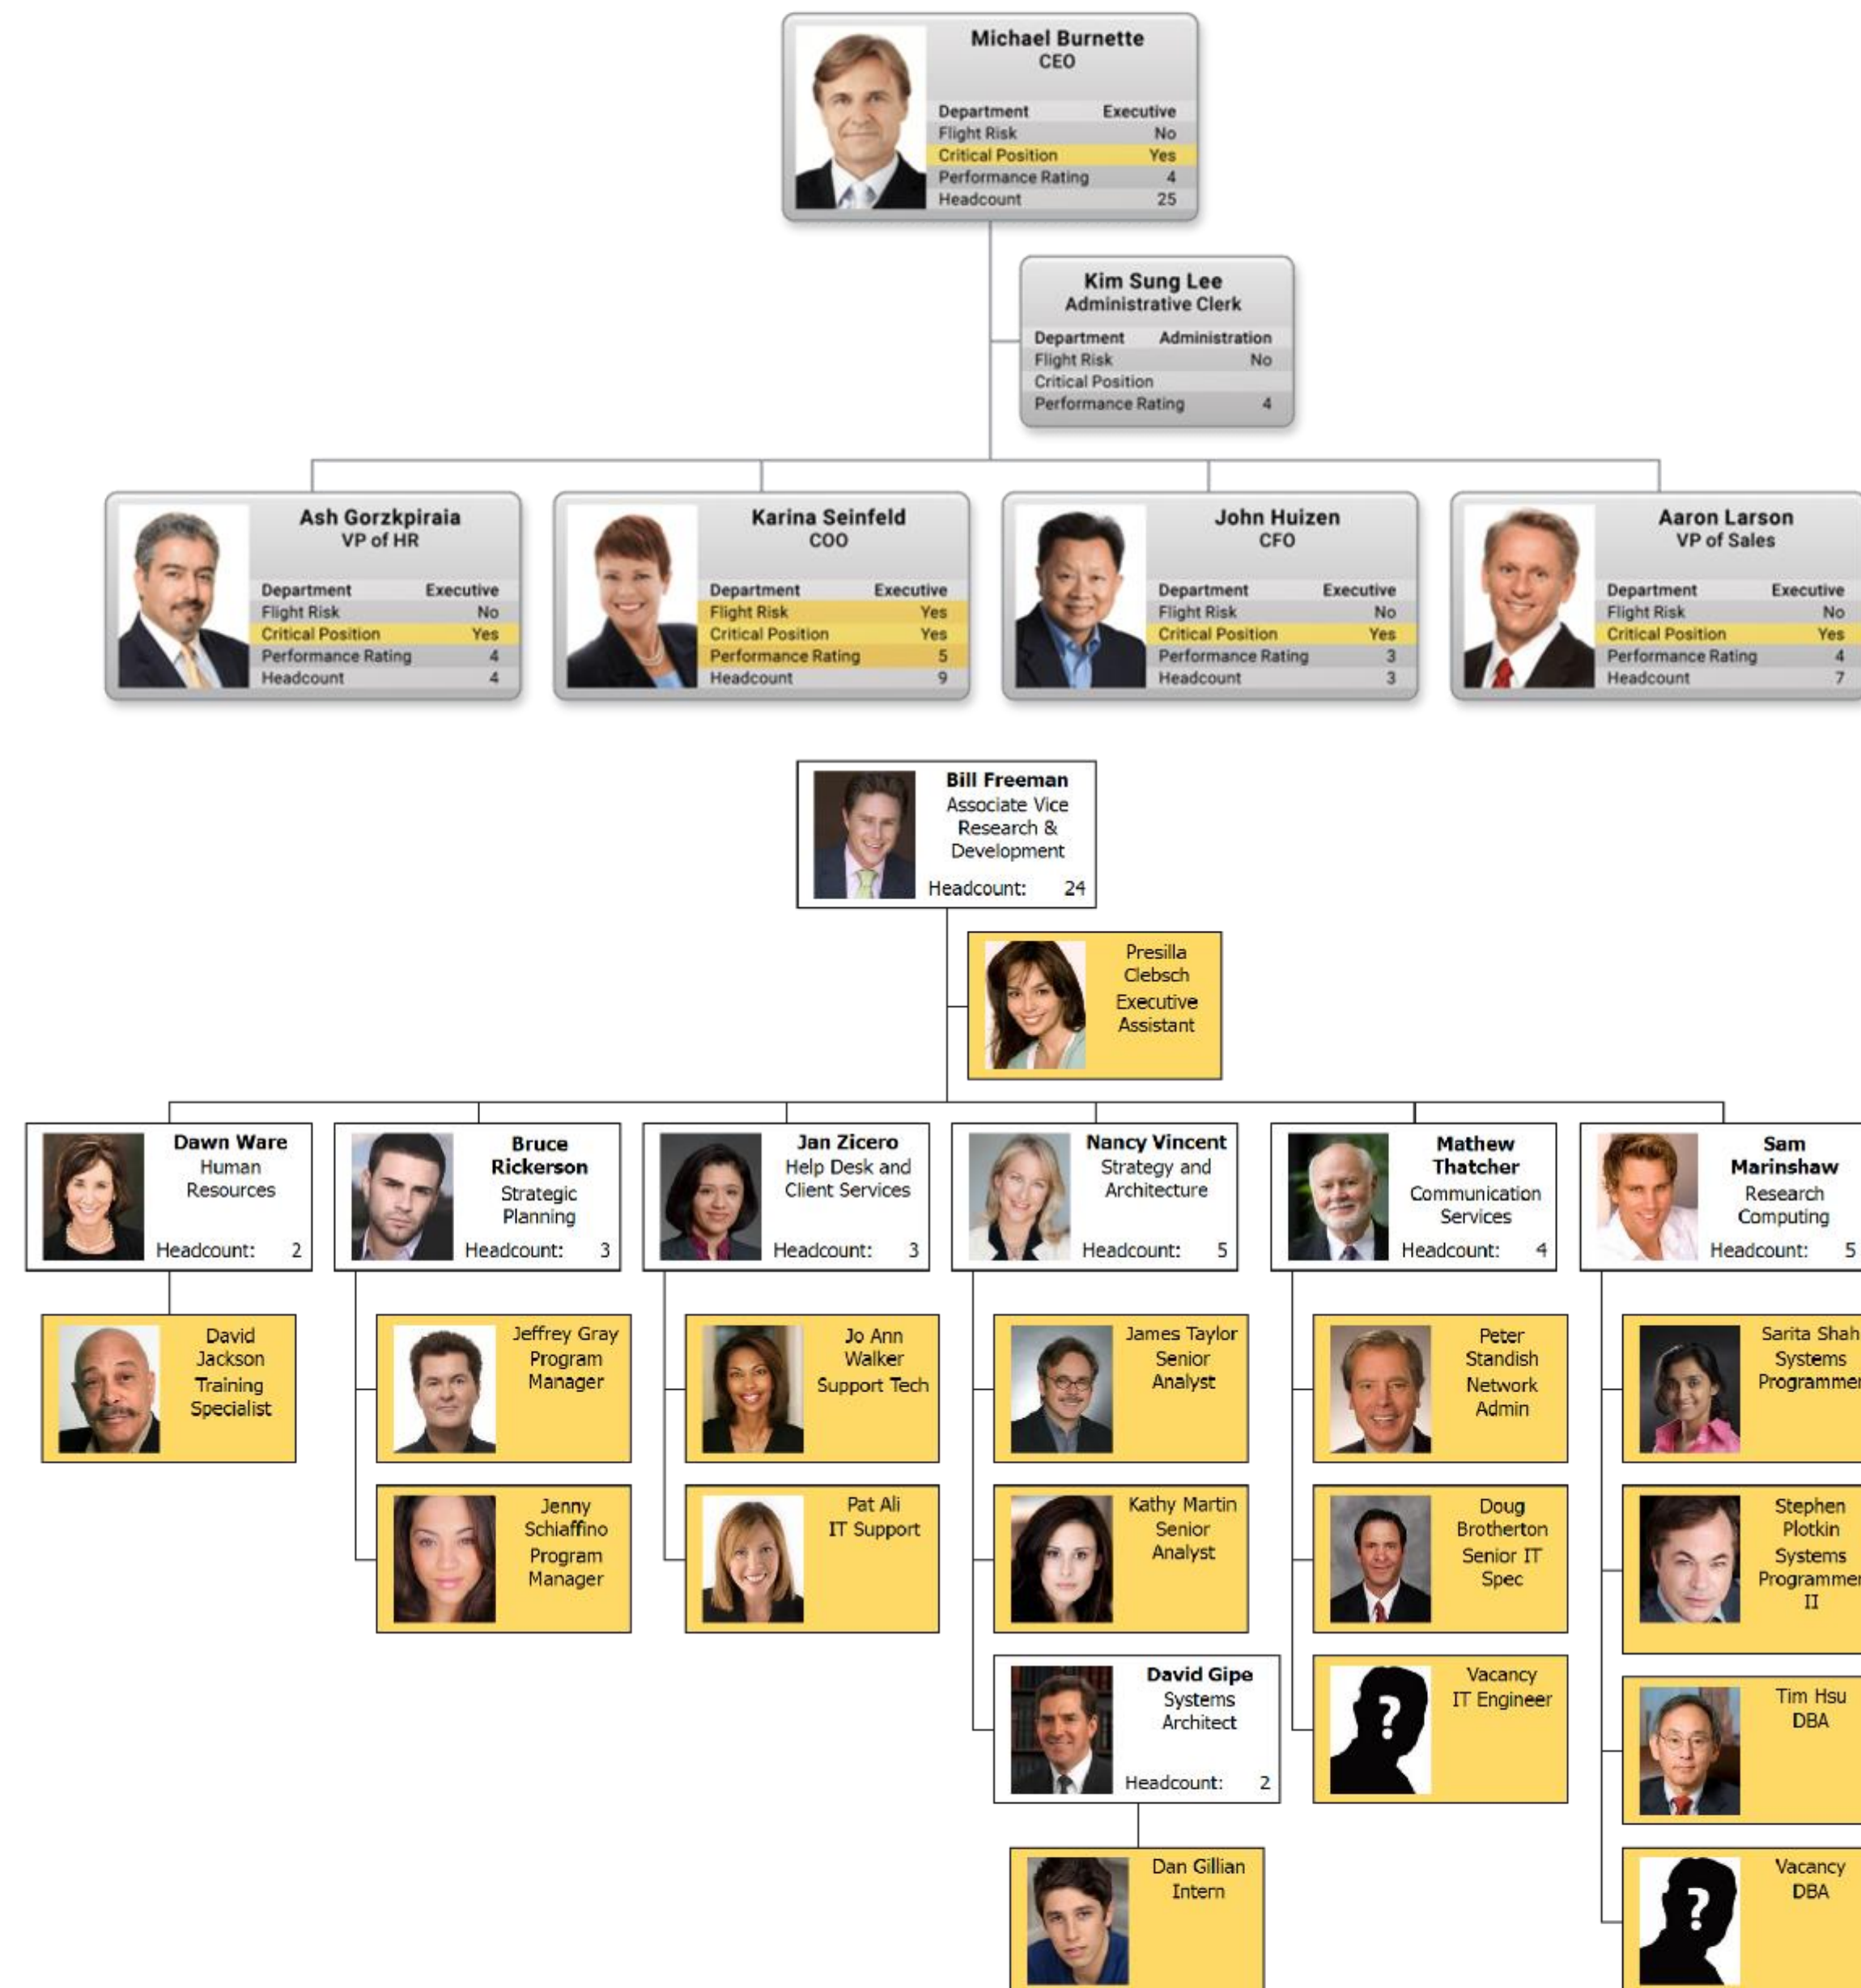 Michael Burnette
CEO
Department Executive
Flight Risk No
Critical Position Yes
Performance Rating 4
Headcount 25
Kim Sung Lee
Administrative Clerk
Department Administration
Flight Risk No
Critical Position
Performance Rating 4
Ash Gorzkpiraia
VP of HR
Department Executive
Flight Risk No
Critical Position Yes
Performance Rating 4
Headcount 4
Karina Seinfeld
COO
Department Executive
Flight Risk Yes
Critical Position Yes
Performance Rating 5
Headcount 9
John Huizen
CFO
Department Executive
Flight Risk No
Critical Position Yes
Performance Rating 3
Headcount 3
Aaron Larson
VP of Sales
Department Executive
Flight Risk No
Critical Position Yes
Performance Rating 4
Headcount 7
Bill Freeman
Associate Vice
Research &
Development
Headcount: 24
Presilla
Clebsch
Executive
Assistant
Dawn Ware
Human
Resources
Headcount: 2
Bruce
Rickerson
Strategic
Planning
Headcount: 3
Jan Zicero
Help Desk and
Client Services
Headcount: 3
Nancy Vincent
Strategy and
Architecture
Headcount: 5
Mathew
Thatcher
Communication
Services
Headcount: 4
Sam
Marinshaw
Research
Computing
Headcount: 5
David
Jackson
Training
Specialist
Jeffrey Gray
Program
Manager
Jo Ann
Walker
Support Tech
James Taylor
Senior
Analyst
Peter
Standish
Network
Admin
Sarita Shah
Systems
Programmer
Jenny
Schiaffino
Program
Manager
Pat Ali
IT Support
Kathy Martin
Senior
Analyst
Doug
Brotherton
Senior IT
Spec
Stephen
Plotkin
Systems
Programmer
II
David Gipe
Systems
Architect
Headcount: 2
Vacancy
IT Engineer
?
Tim Hsu
DBA
Dan Gillian
Intern
Vacancy
DBA
?